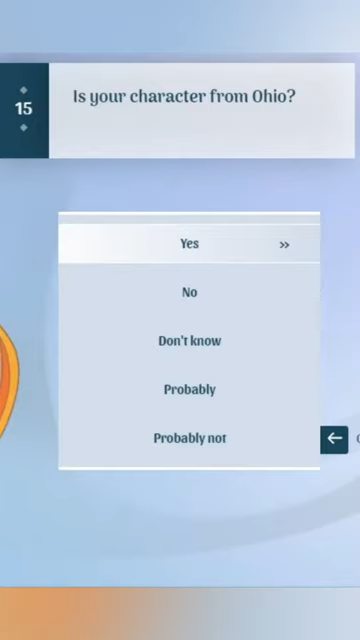 15
Is your character from Ohio?
Yes
No
Don't know
Probably
Probably not